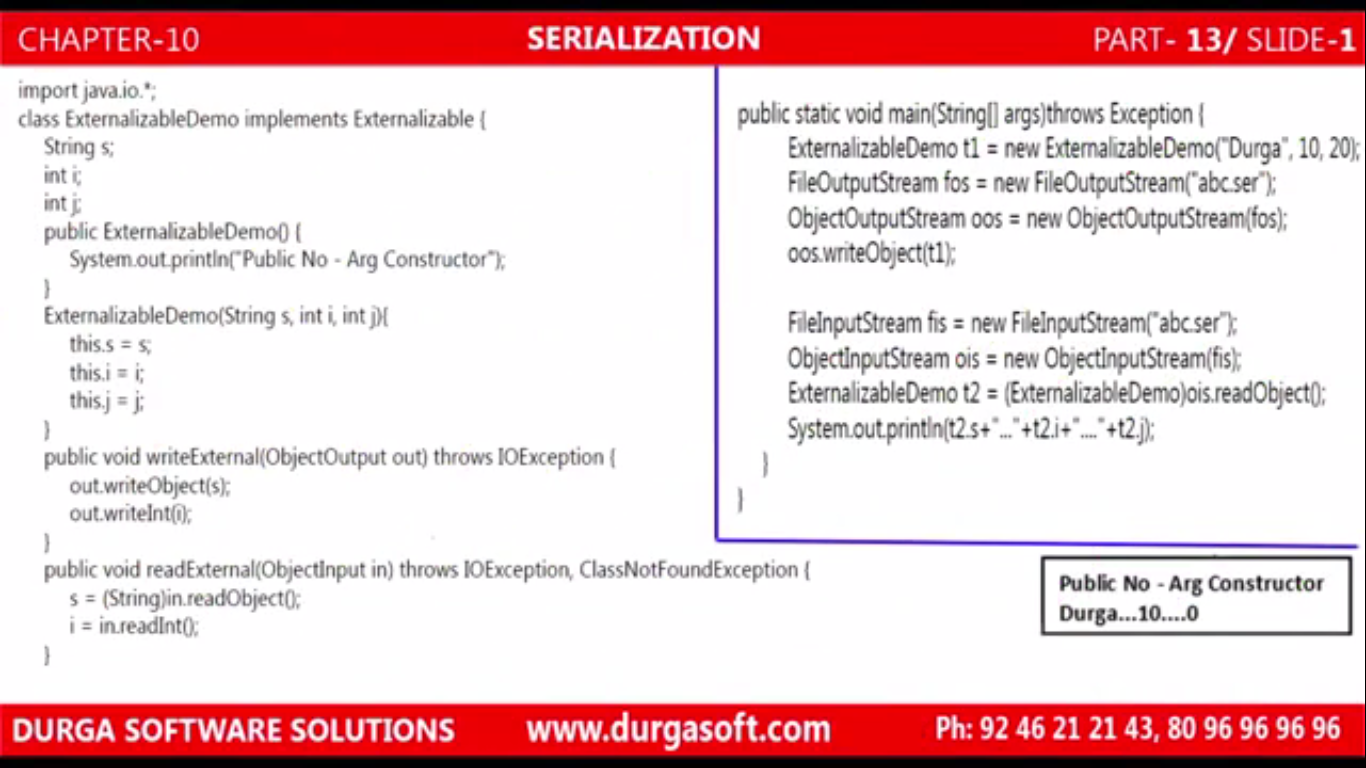 CHAPTER-10
SERIALIZATION
PART- 13/ SLIDE-1
import java.io.*;
class ExternalizableDemo implements Externalizable {
String s;
int i;
int j;
public ExternalizableDemo() {
System.out.println("Public No - Arg Constructor");
}
ExternalizableDemo(String s, int i, int j){
this.s = s;
this.i = i;
this.j = j;
}
public void writeExternal(ObjectOutput out) throws IOException {
out.writeObject(s);
out.writeInt(i);
}
public void readExternal(ObjectInput in) throws IOException, ClassNotFoundException {
s = (String)in.readObject();
i = in.readInt();
}
public static void main(String[] args)throws Exception {
ExternalizableDemo t1 = new ExternalizableDemo("Durga", 10, 20);
FileOutputStream fos = new FileOutputStream("abc.ser");
ObjectOutputStream oos = new ObjectOutputStream(fos);
oos.writeObject(t1);
FileInputStream fis = new FileInputStream("abc.ser");
ObjectInputStream ois = new ObjectInputStream(fis);
ExternalizableDemo t2 = (ExternalizableDemo)ois.readObject();
System.out.println(t2.s+"..."+t2.i+"...."+t2.j);
}
}
Public No - Arg Constructor
Durga...10....0
DURGA SOFTWARE SOLUTIONS
www.durgasoft.com
Ph: 92 46 21 21 43, 80 96 96 96 96